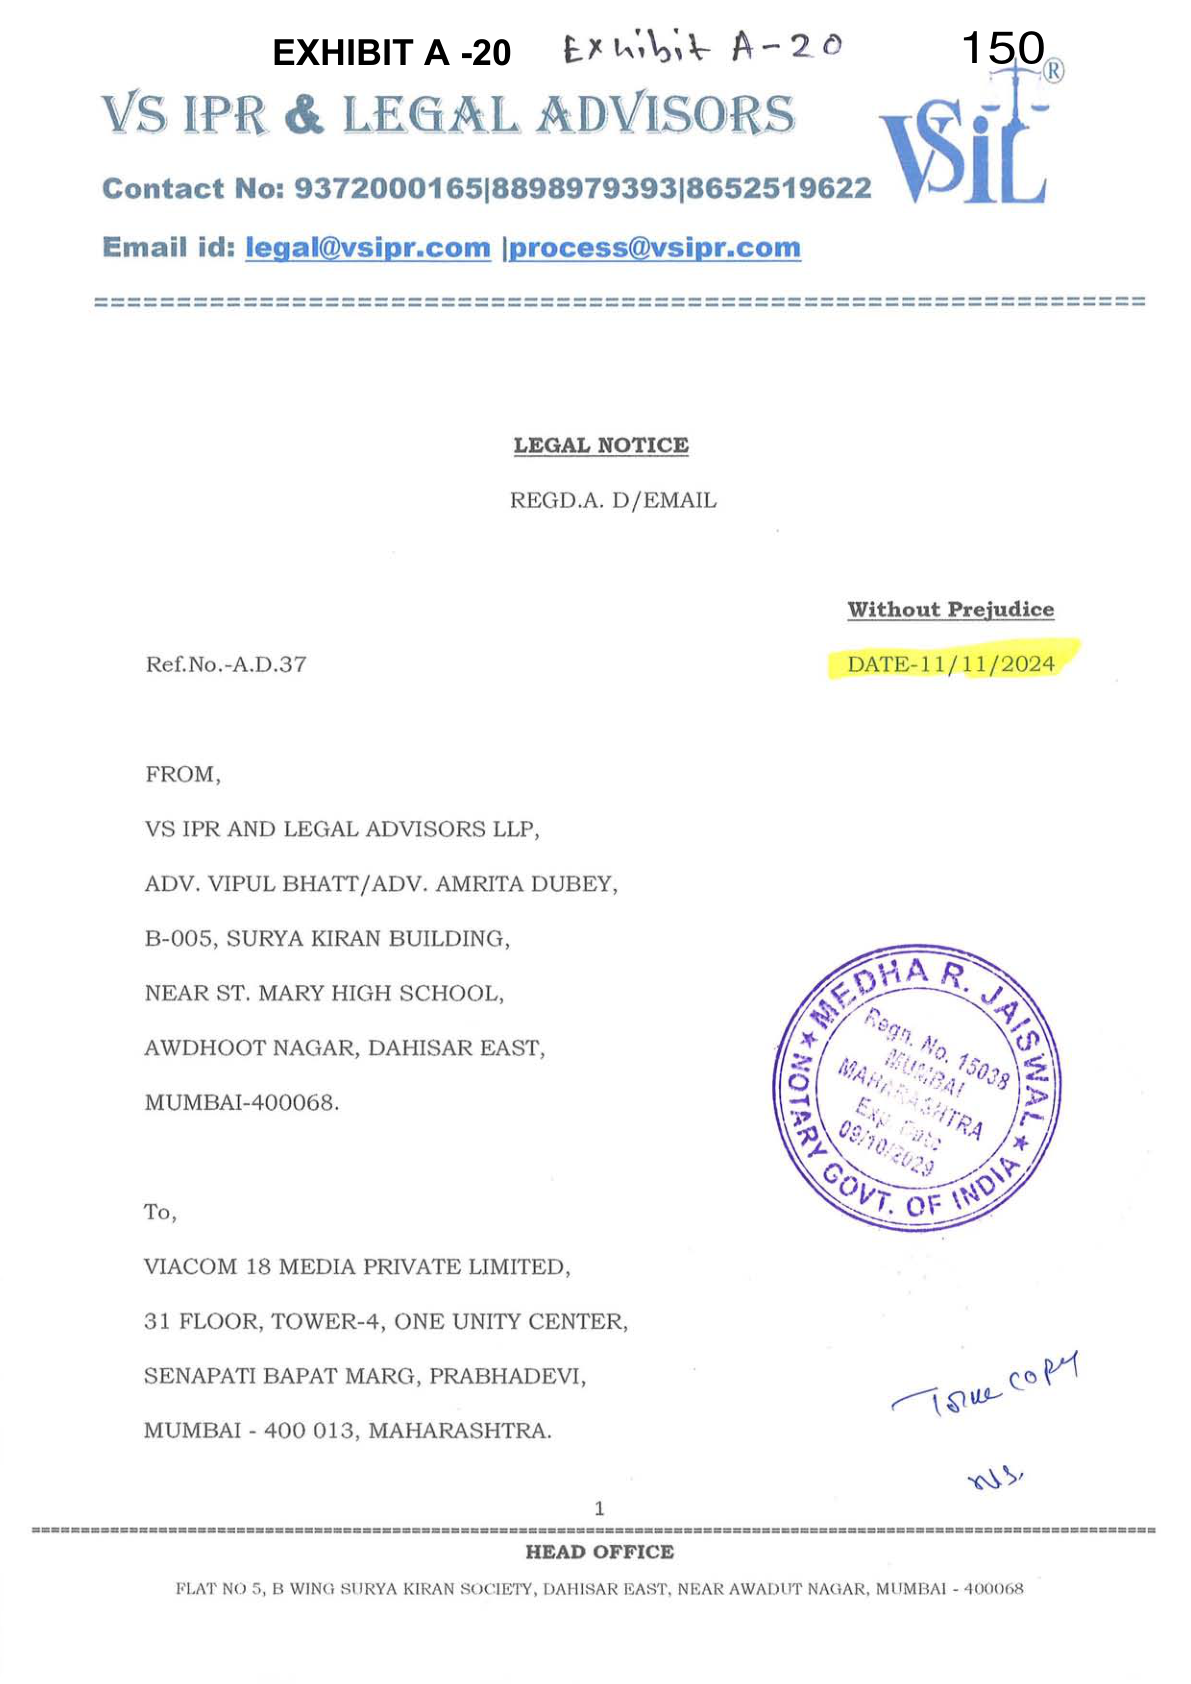 EXHIBIT A -20 Exhibit A-20 150
VS IPR & LEGAL ADVISORS
VSiL ®
Contact No: 9372000165|8898979393|8652519622
Email id: legal@vsipr.com |process@vsipr.com
================================================================
LEGAL NOTICE
REGD.A. D/EMAIL
Without Prejudice
Ref.No.-A.D.37 DATE-11/11/2024
FROM,
VS IPR AND LEGAL ADVISORS LLP,
ADV. VIPUL BHATT/ADV. AMRITA DUBEY,
B-005, SURYA KIRAN BUILDING,
NEAR ST. MARY HIGH SCHOOL,
AWDHOOT NAGAR, DAHISAR EAST,
MUMBAI-400068.
MEDHA R. JAISWAL
NOTARY GOVT. OF INDIA
Regn. No. 15038
MUMBAI
MAHARASHTRA
Exp. Date
09/10/2029
To,
VIACOM 18 MEDIA PRIVATE LIMITED,
31 FLOOR, TOWER-4, ONE UNITY CENTER,
SENAPATI BAPAT MARG, PRABHADEVI,
MUMBAI - 400 013, MAHARASHTRA.
True copy
1
HEAD OFFICE
FLAT NO 5, B WING SURYA KIRAN SOCIETY, DAHISAR EAST, NEAR AWADUT NAGAR, MUMBAI - 400068